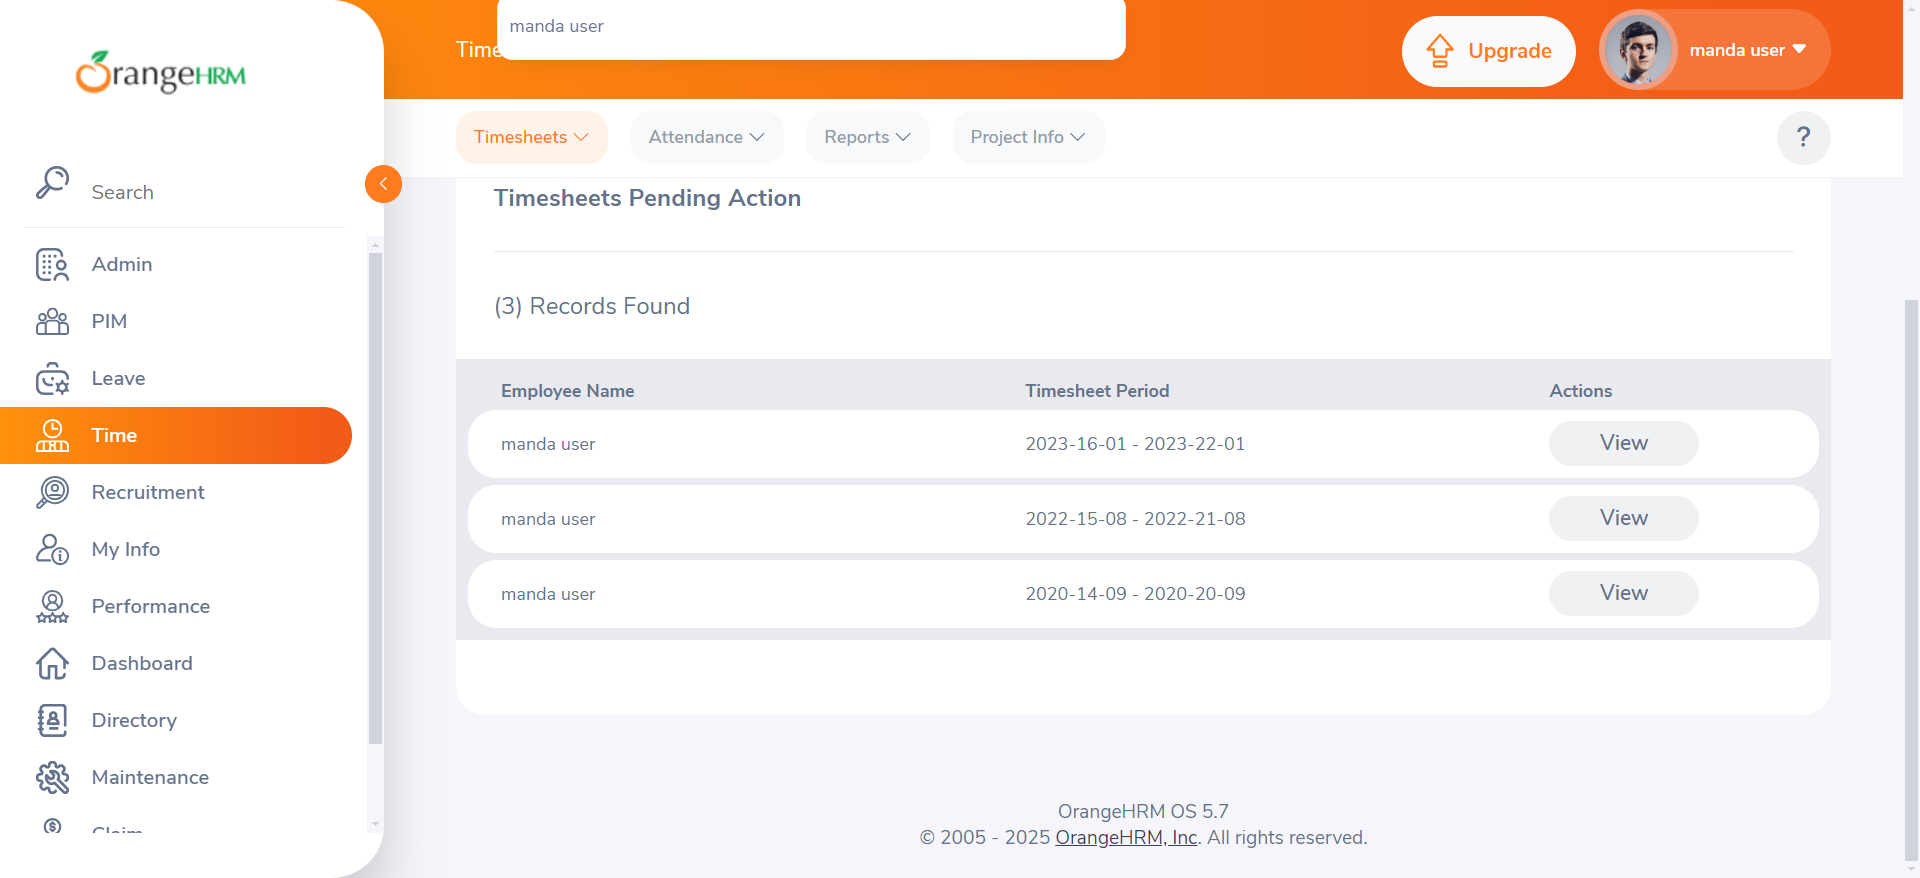 OrangeHRM
Search
Admin
PIM
Leave
Time
Recruitment
My Info
Performance
Dashboard
Directory
Maintenance
Claim
Time
manda user
Upgrade
manda user
Timesheets
Attendance
Reports
Project Info
?
Timesheets Pending Action
(3) Records Found
Employee Name Timesheet Period Actions
manda user 2023-16-01 - 2023-22-01 View
manda user 2022-15-08 - 2022-21-08 View
manda user 2020-14-09 - 2020-20-09 View
OrangeHRM OS 5.7
© 2005 - 2025 OrangeHRM, Inc. All rights reserved.